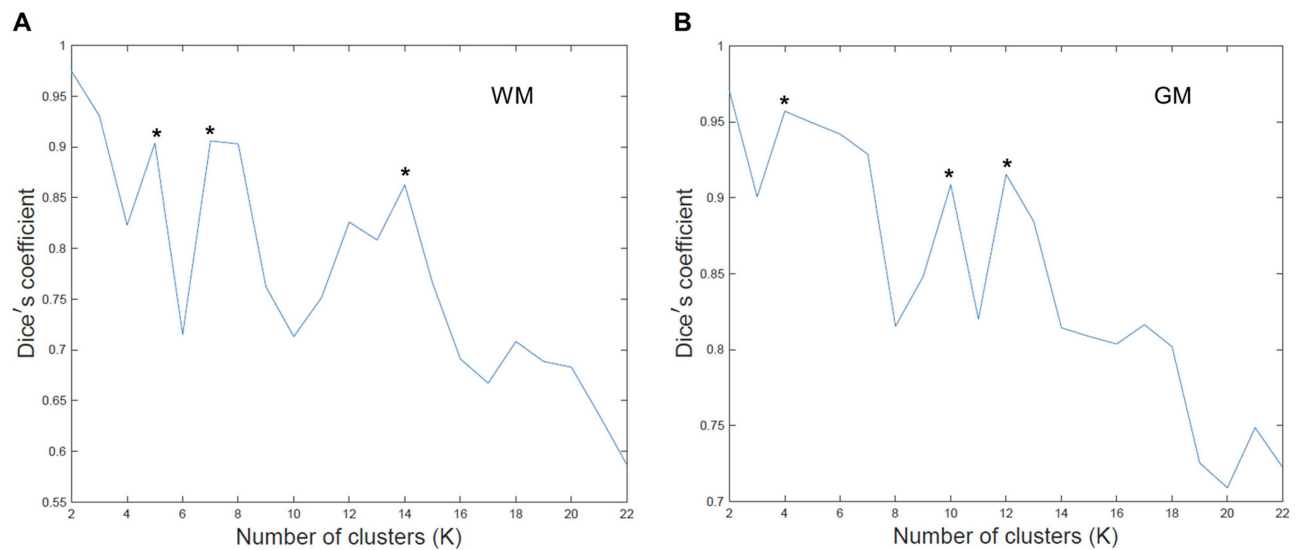 A
WM
* * *
Dice's coefficient
1
0.95
0.9
0.85
0.8
0.75
0.7
0.65
0.6
0.55
2 4 6 8 10 12 14 16 18 20 22
Number of clusters (K)
B
GM
* * *
Dice's coefficient
1
0.95
0.9
0.85
0.8
0.75
0.7
2 4 6 8 10 12 14 16 18 20 22
Number of clusters (K)